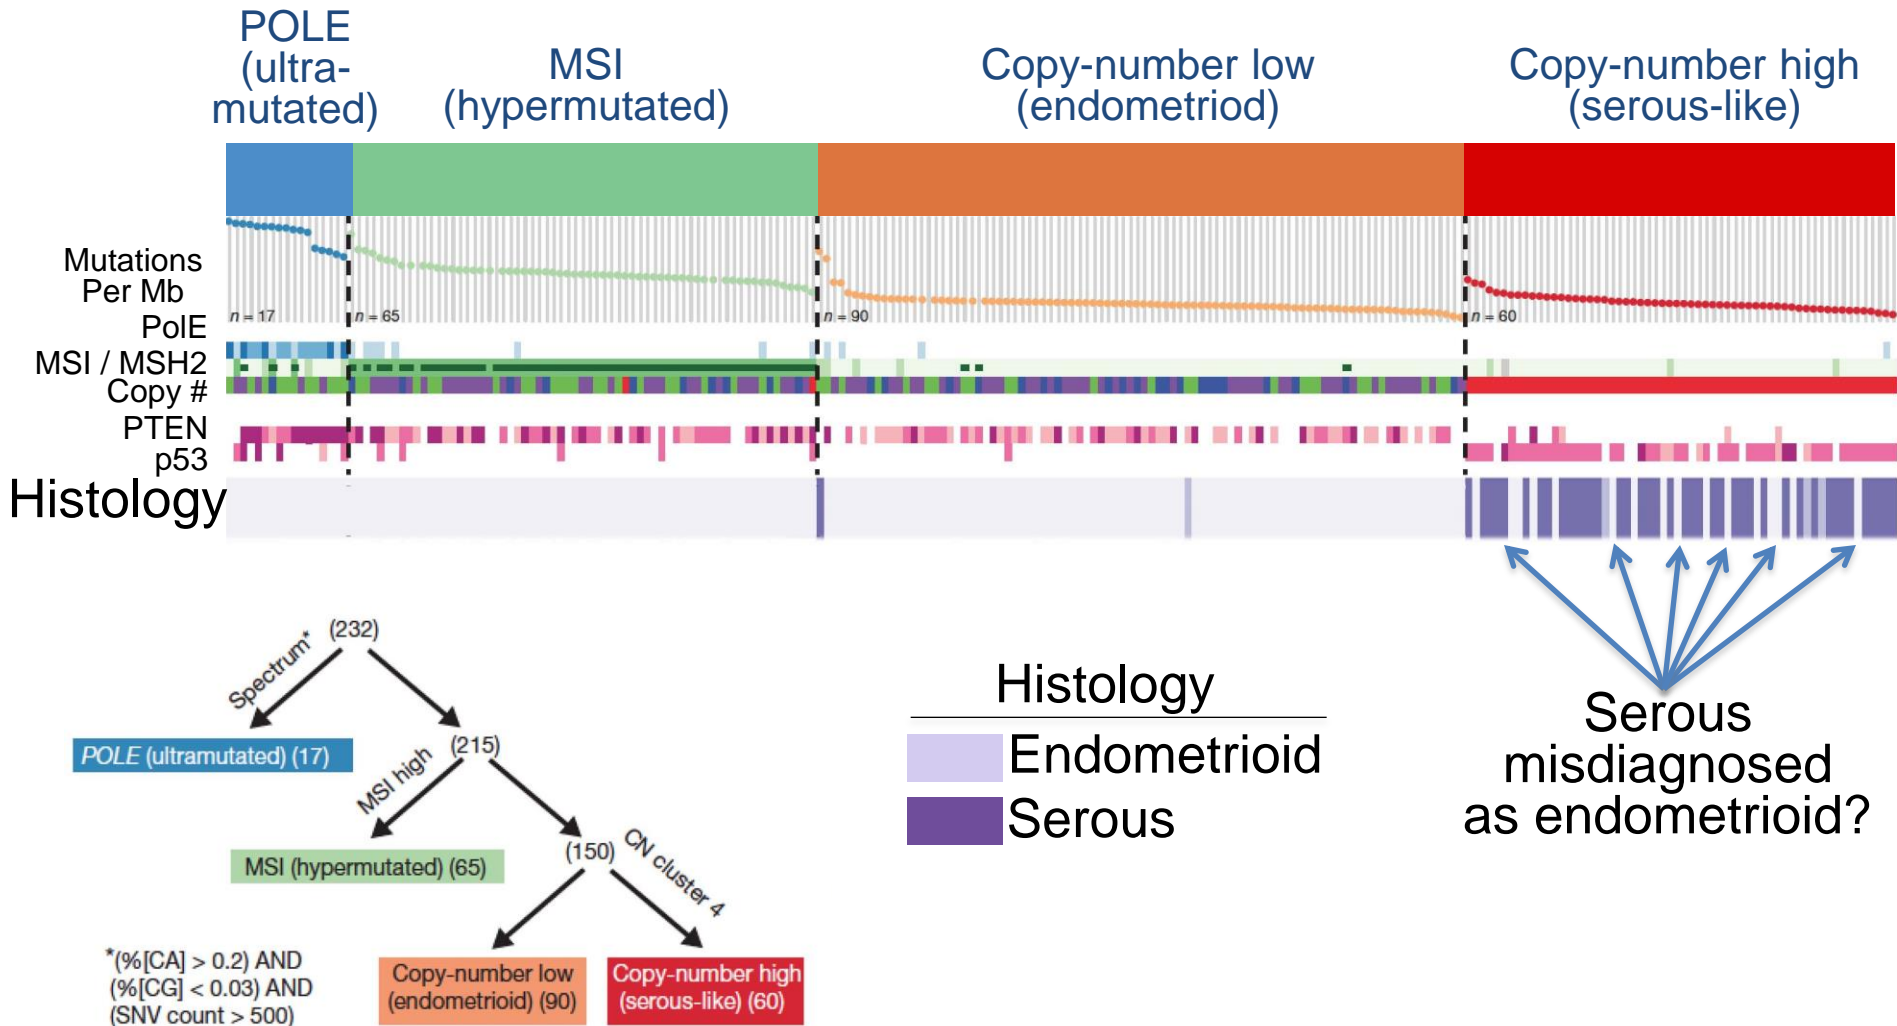 POLE
(ultra-
mutated)
MSI
(hypermutated)
Copy-number low
(endometriod)
Copy-number high
(serous-like)
Mutations
Per Mb
n = 17
n = 65
n = 90
n = 60
PolE
MSI / MSH2
Copy #
PTEN
p53
Histology
(232)
Spectrum*
POLE (ultramutated) (17)
(215)
MSI high
MSI (hypermutated) (65)
(150)
CN cluster 4
Copy-number low
(endometrioid) (90)
Copy-number high
(serous-like) (60)
*(%[CA] > 0.2) AND
(%[CG] < 0.03) AND
(SNV count > 500)
Histology
Endometrioid
Serous
Serous
misdiagnosed
as endometrioid?